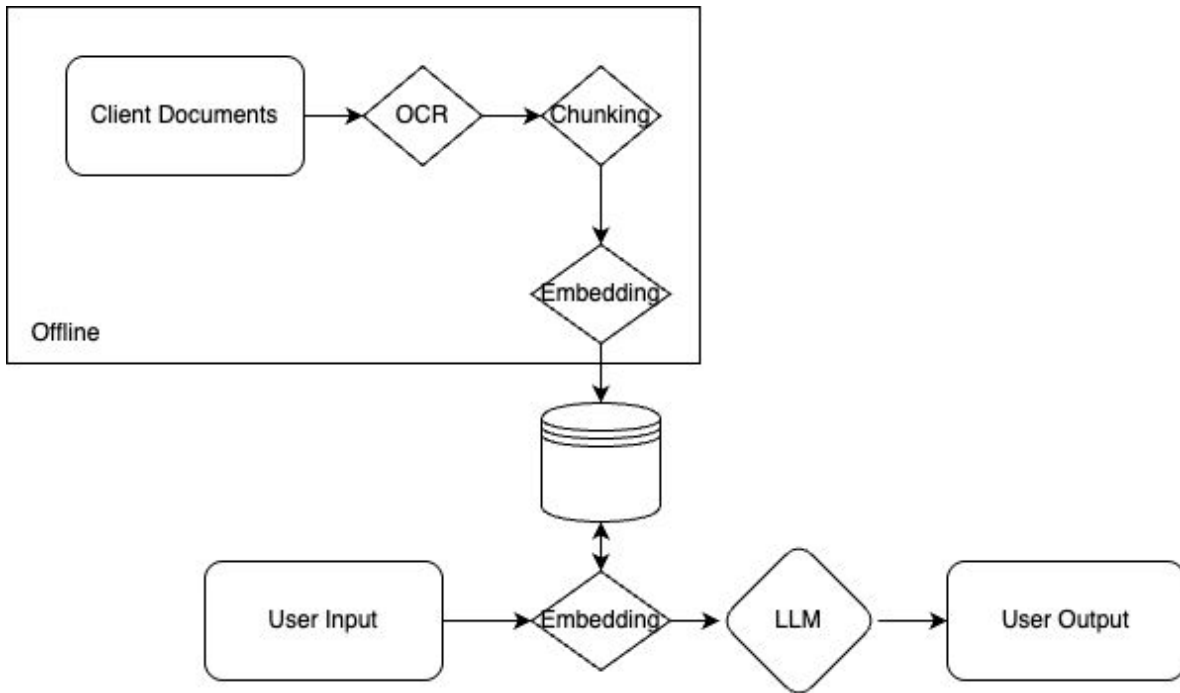 Client Documents
OCR
Chunking
Embedding
Offline
User Input
Embedding
LLM
User Output